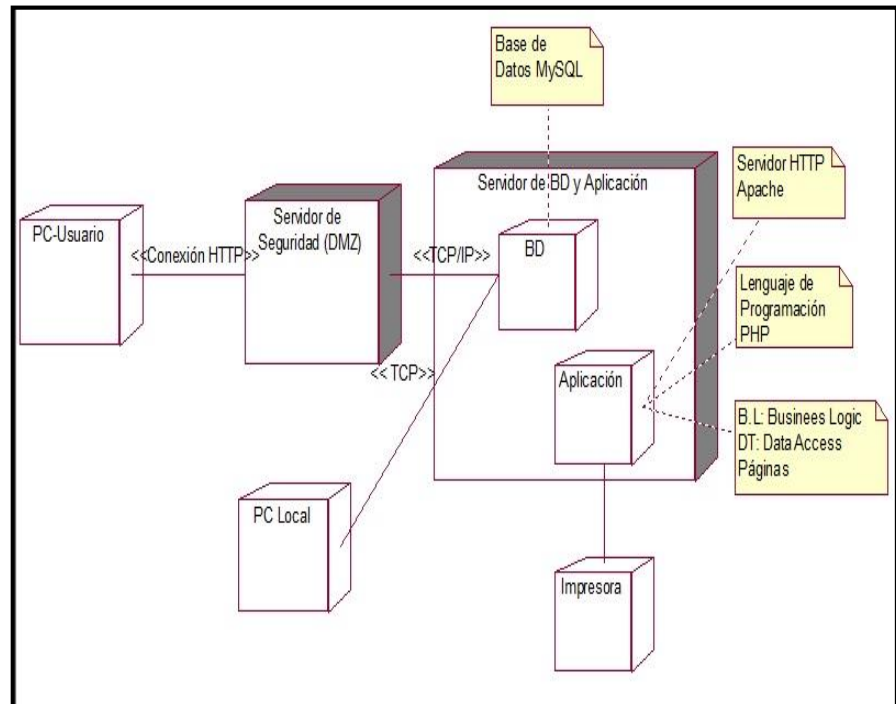 Base de
Datos MySQL
Servidor de BD y Aplicación
Servidor HTTP
Apache
PC-Usuario
<<Conexión HTTP>>
Servidor de
Seguridad (DMZ)
<<TCP/IP>>
BD
Lenguaje de
Programación
PHP
<< TCP>>
Aplicación
B.L: Businees Logic
DT: Data Access
Páginas
PC Local
Impresora